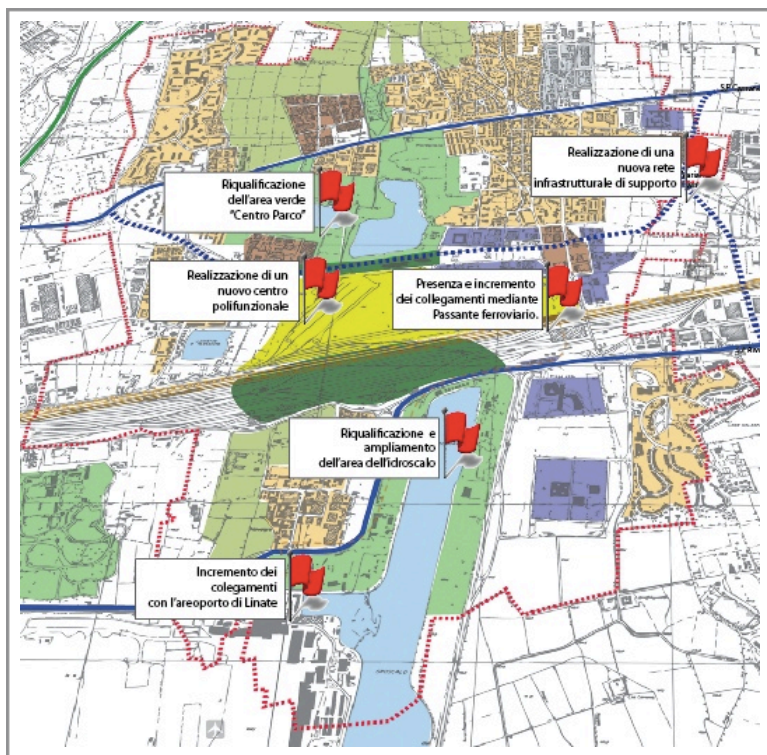 S.P.Cassanese
Realizzazione di una
nuova rete
infrastrutturale di supporto
Riqualificazione
dell'area verde
"Centro Parco"
Realizzazione di un
nuovo centro
polifunzionale
Presenza e incremento
dei collegamenti mediante
Passante ferroviario.
Riqualificazione e
ampliamento
dell'area dell'idroscalo
Incremento dei
colegamenti
con l'areoporto di Linate